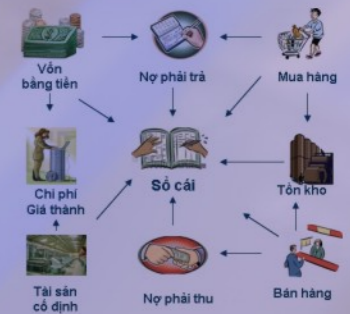 Vốn
bằng tiền
Nợ phải trả
Mua hàng
Chi phí
Giá thành
Sổ cái
Tồn kho
Tài sản
cố định
Nợ phải thu
Bán hàng